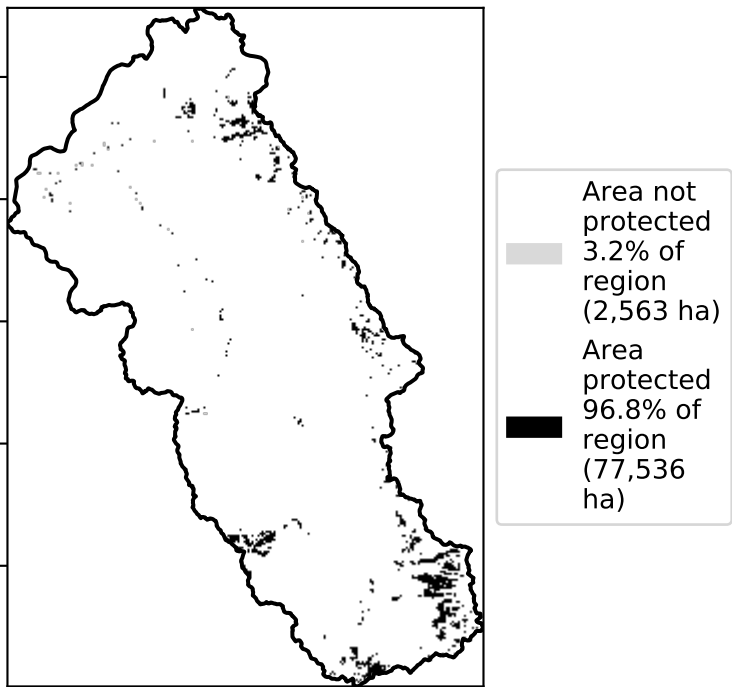 Area not
protected
3.2% of
region
(2,563 ha)
Area
protected
96.8% of
region
(77,536
ha)